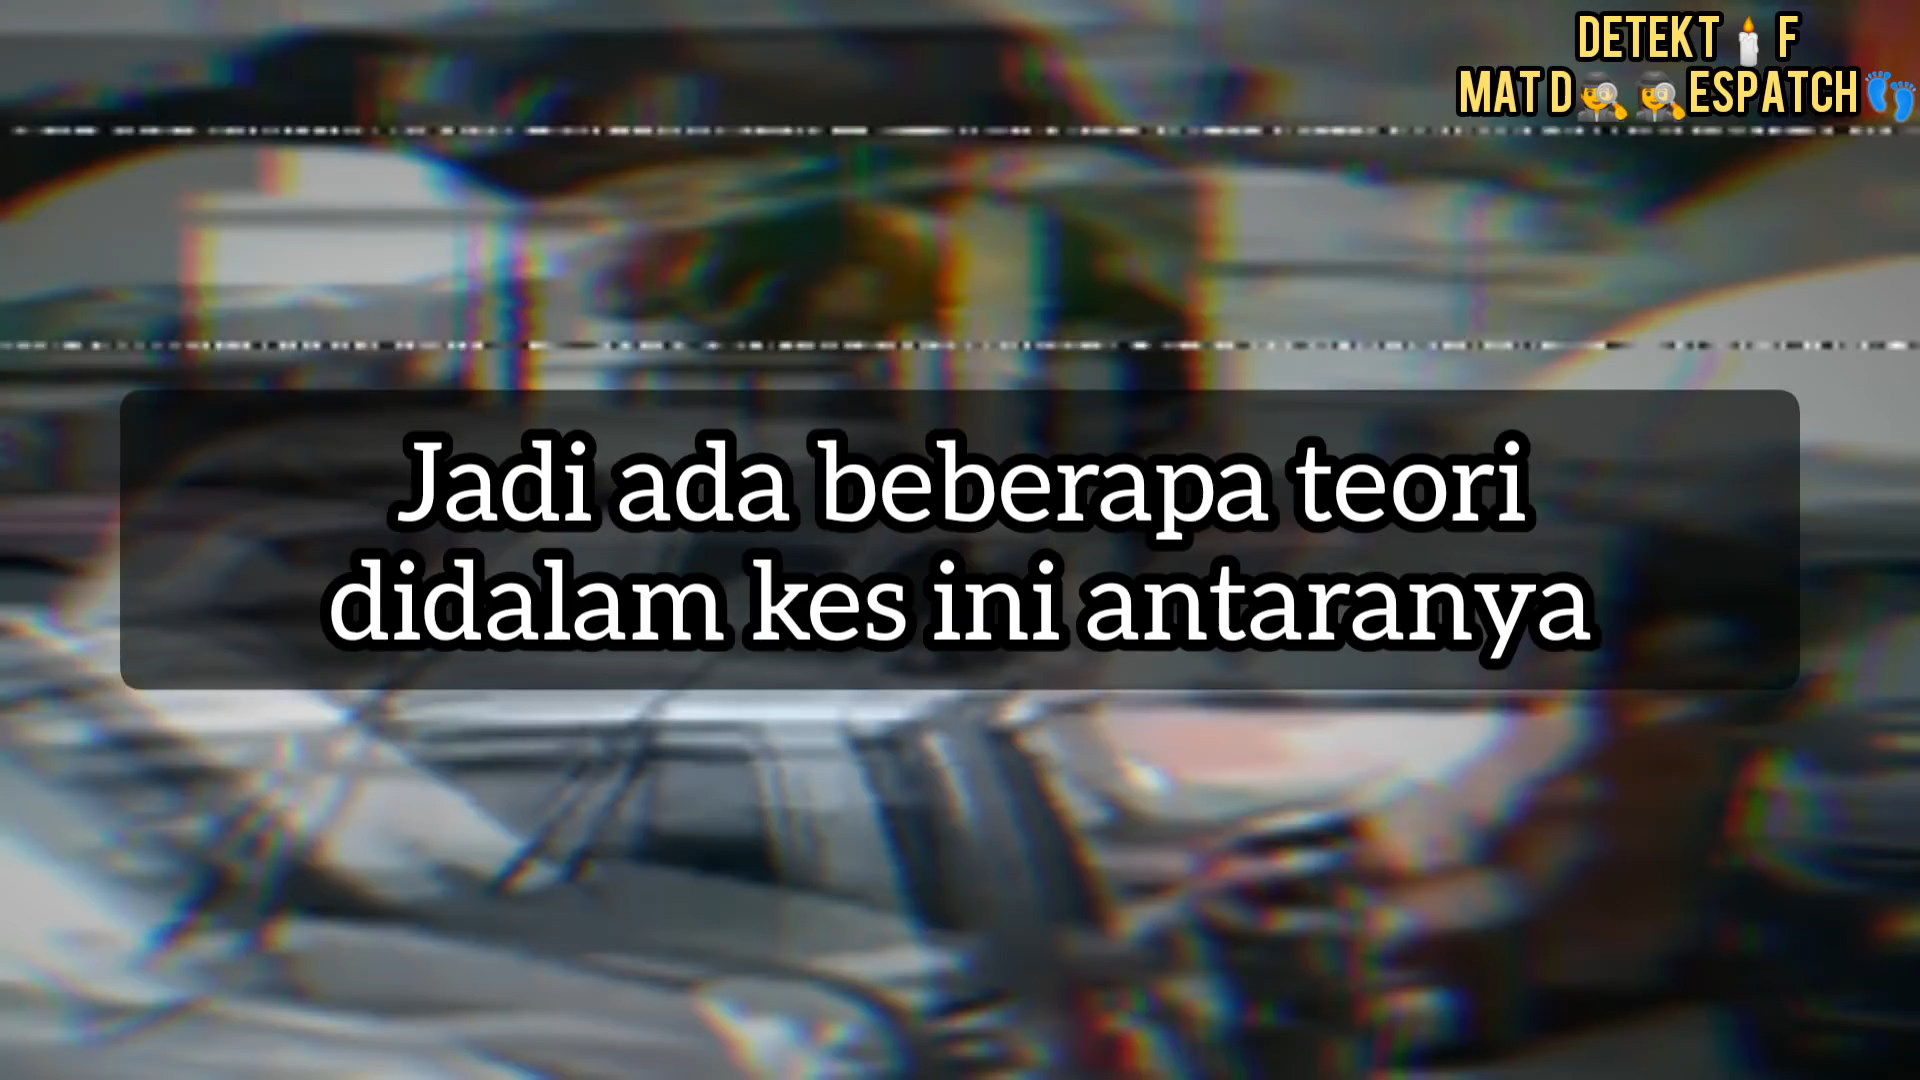 DETEKT🕯️F
MAT D🕵️🕵️ESPATCH👣
Jadi ada beberapa teori
didalam kes ini antaranya